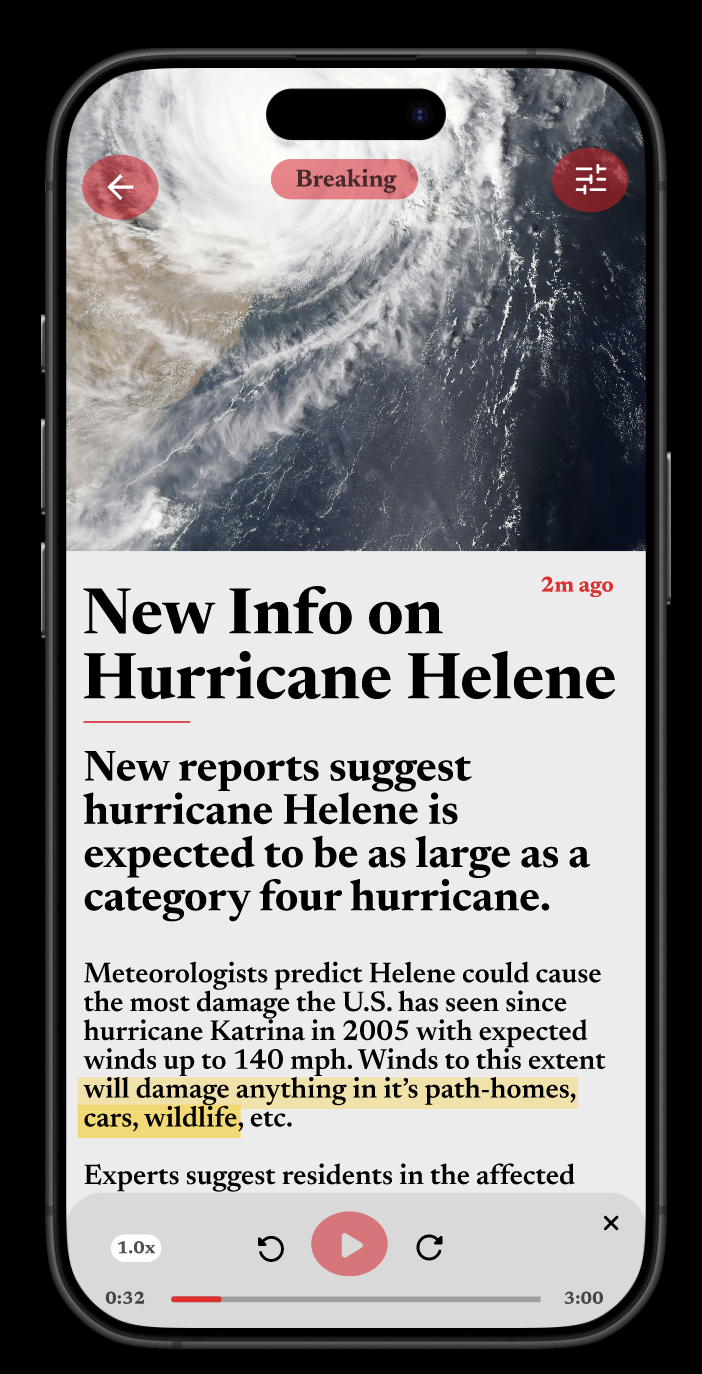 Breaking
2m ago
New Info on
Hurricane Helene
New reports suggest
hurricane Helene is
expected to be as large as a
category four hurricane.
Meteorologists predict Helene could cause
the most damage the U.S. has seen since
hurricane Katrina in 2005 with expected
winds up to 140 mph. Winds to this extent
will damage anything in it’s path-homes,
cars, wildlife, etc.
Experts suggest residents in the affected
1.0x
0:32
3:00